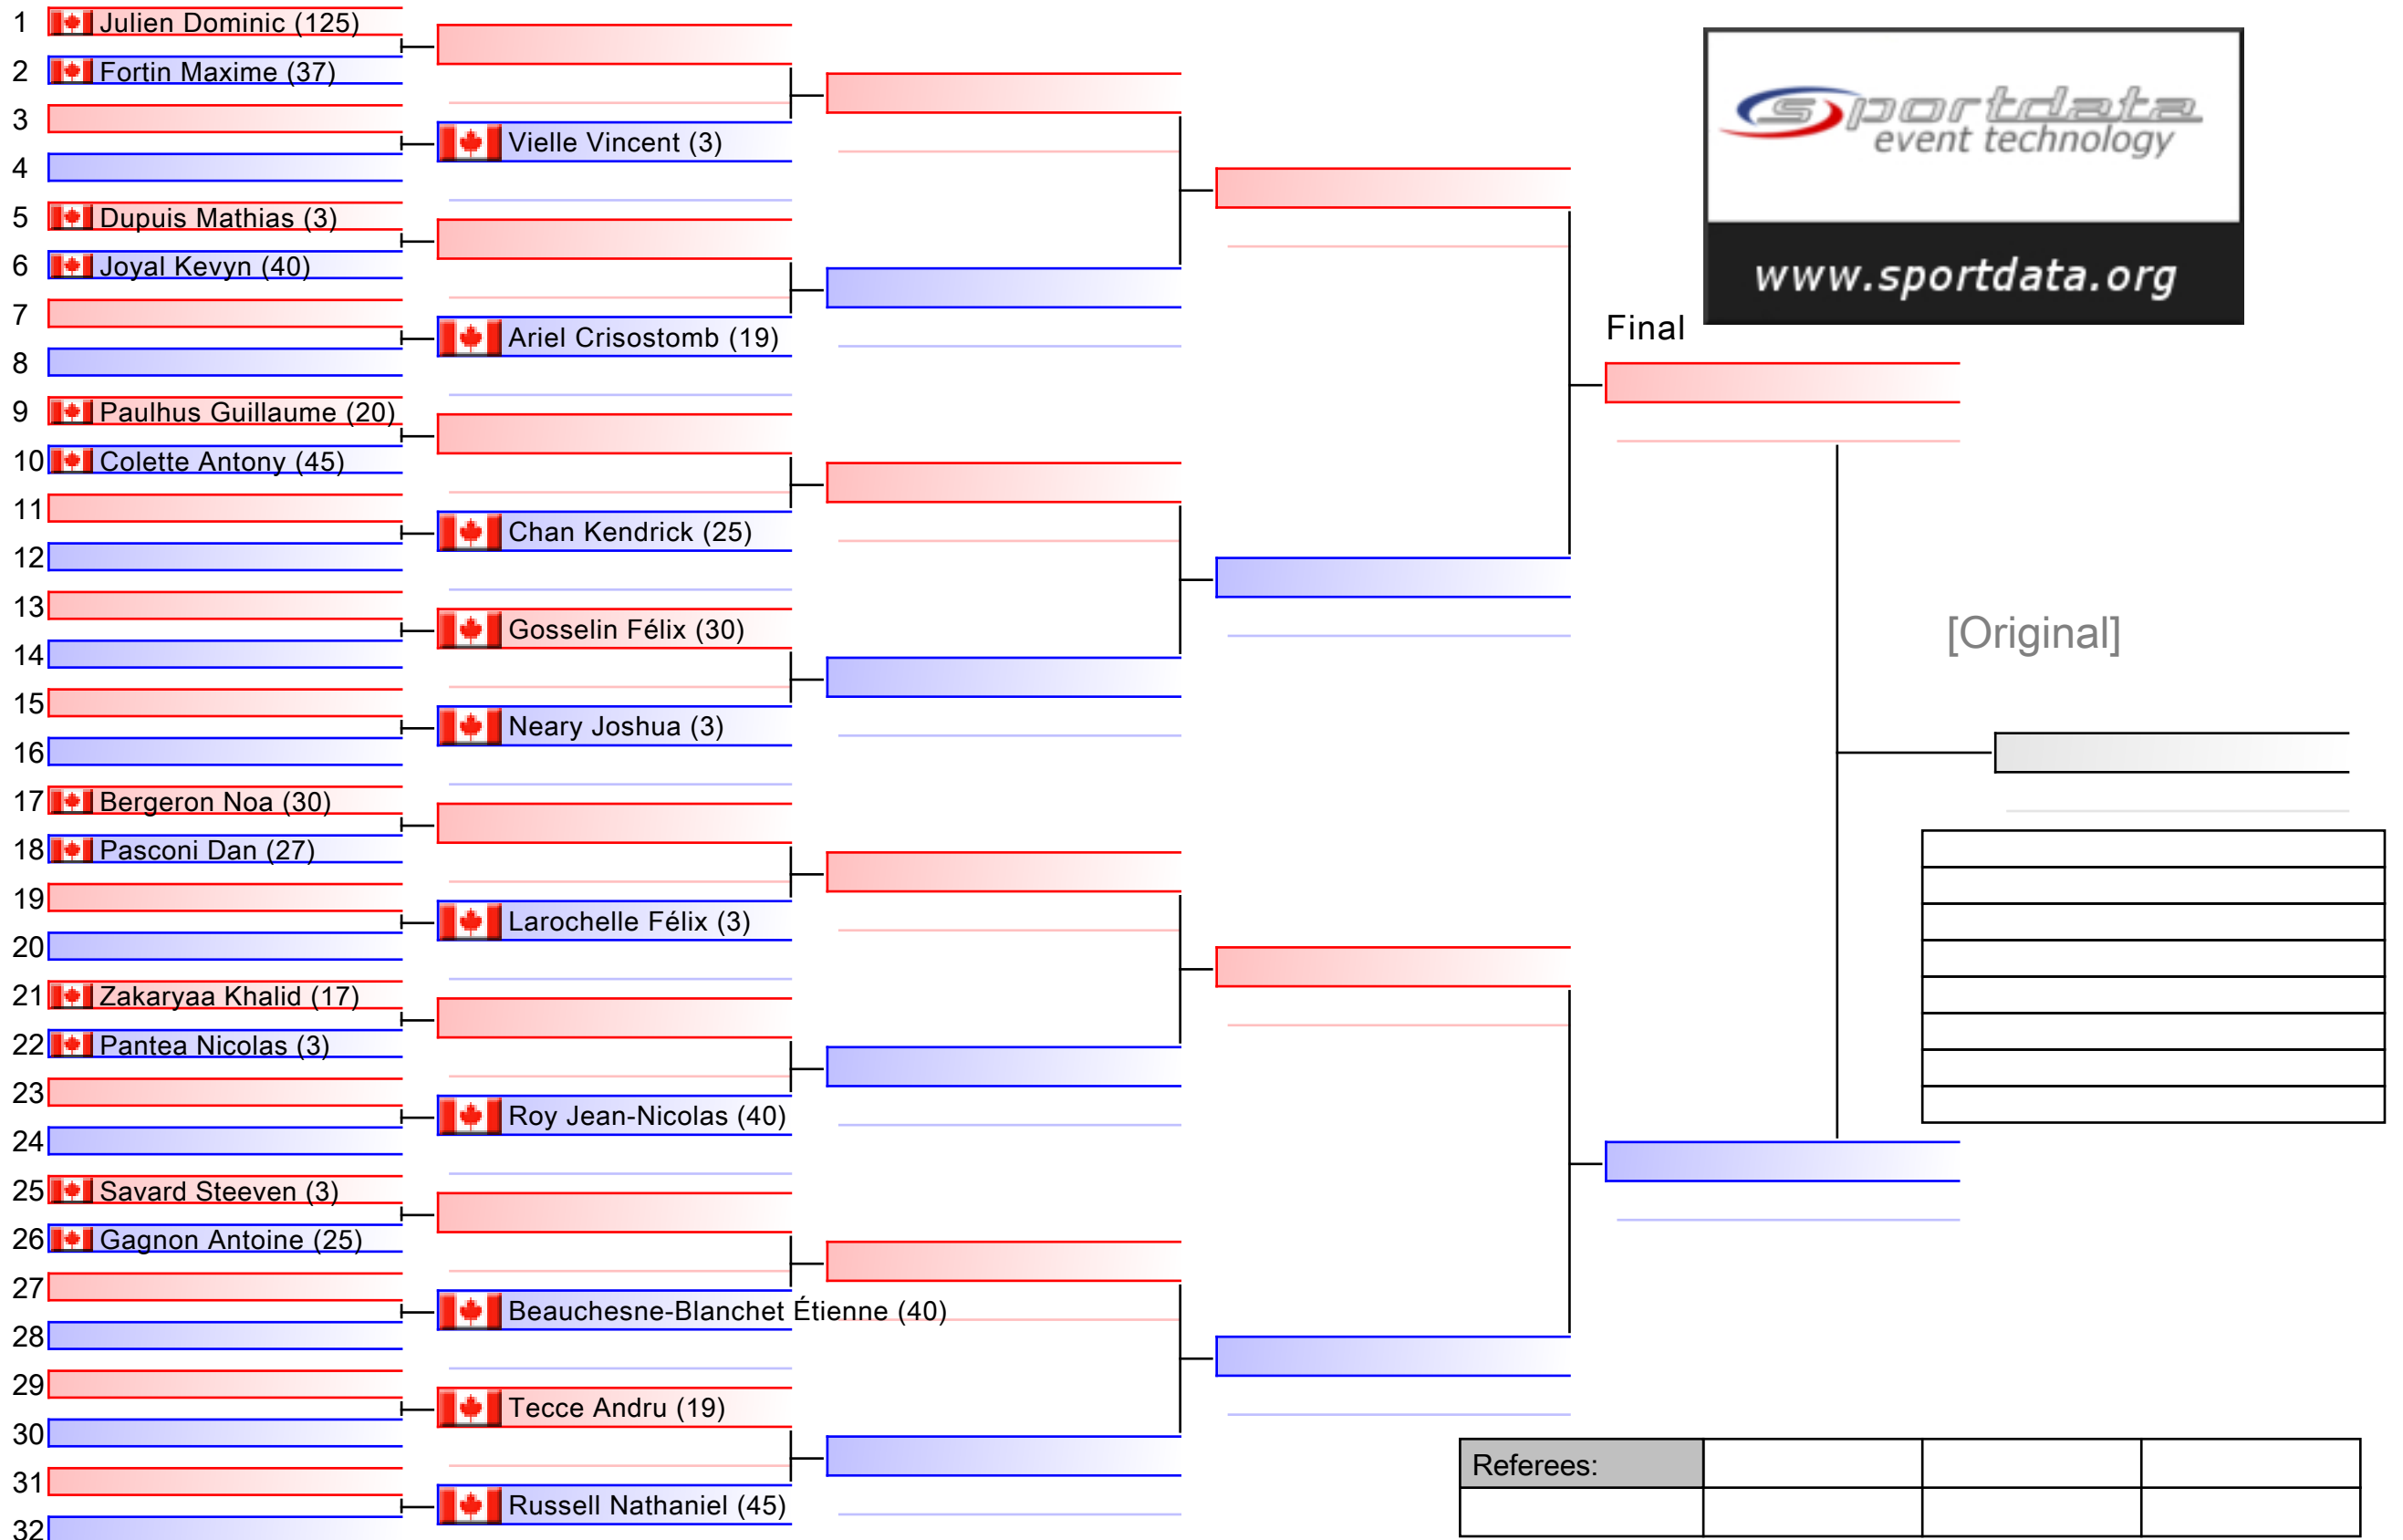 1 Julien Dominic (125)
2 Fortin Maxime (37)
3
Vielle Vincent (3)
4
5 Dupuis Mathias (3)
6 Joyal Kevyn (40)
7
Ariel Crisostomb (19)
8
9 Paulhus Guillaume (20)
10 Colette Antony (45)
11
Chan Kendrick (25)
12
13
Gosselin Félix (30)
14
15
Neary Joshua (3)
16
17 Bergeron Noa (30)
18 Pasconi Dan (27)
19
Larochelle Félix (3)
20
21 Zakaryaa Khalid (17)
22 Pantea Nicolas (3)
23
Roy Jean-Nicolas (40)
24
25 Savard Steeven (3)
26 Gagnon Antoine (25)
27
Beauchesne-Blanchet Étienne (40)
28
29
Tecce Andru (19)
30
31
Russell Nathaniel (45)
32
sportdata
event technology
www.sportdata.org
Final
[Original]
Referees: